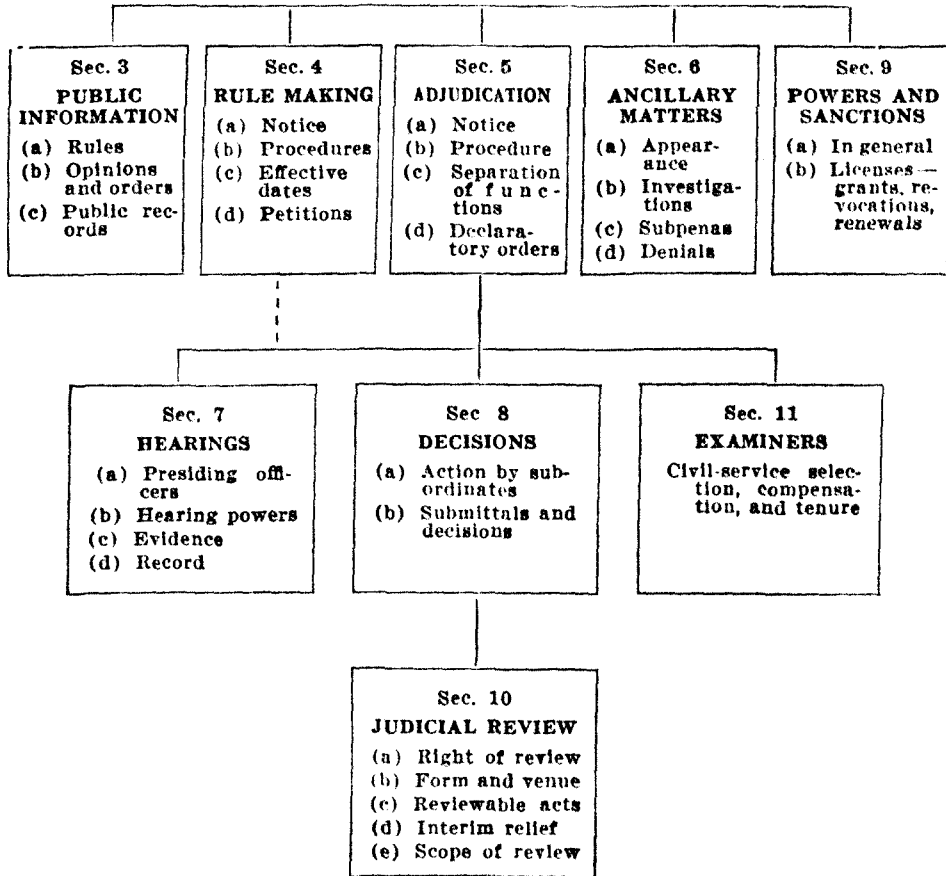 Sec. 3
PUBLIC
INFORMATION
(a) Rules
(b) Opinions
and orders
(c) Public rec-
ords
Sec. 4
RULE MAKING
(a) Notice
(b) Procedures
(c) Effective
dates
(d) Petitions
Sec. 5
ADJUDICATION
(a) Notice
(b) Procedure
(c) Separation
of func-
tions
(d) Declara-
tory orders
Sec. 6
ANCILLARY
MATTERS
(a) Appear-
ance
(b) Investiga-
tions
(c) Subpenas
(d) Denials
Sec. 9
POWERS AND
SANCTIONS
(a) In general
(b) Licenses—
grants, re-
vocations,
renewals
Sec. 7
HEARINGS
(a) Presiding offi-
cers
(b) Hearing powers
(c) Evidence
(d) Record
Sec 8
DECISIONS
(a) Action by sub-
ordinates
(b) Submittals and
decisions
Sec. 11
EXAMINERS
Civil-service selec-
tion, compensa-
tion, and tenure
Sec. 10
JUDICIAL REVIEW
(a) Right of review
(b) Form and venue
(c) Reviewable acts
(d) Interim relief
(e) Scope of review